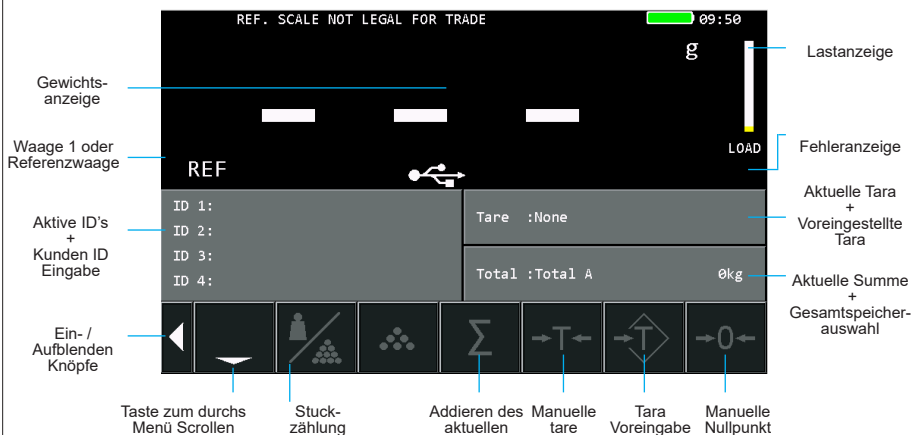 REF. SCALE NOT LEGAL FOR TRADE
09:50
g
Lastanzeige
Gewichts-
anzeige
LOAD
Waage 1 oder
Referenzwaage
REF
Fehleranzeige
Aktive ID's
+
Kunden ID
Eingabe
ID 1:
ID 2:
ID 3:
ID 4:
Tare :None
Total :Total A 0kg
Aktuelle Tara
+
Voreingestellte
Tara
Aktuelle Summe
+
Gesamtspeicher-
auswahl
Ein- /
Aufblenden
Knöpfe
Σ
→T←
→T←
→0←
Taste zum durchs
Menü Scrollen
Stuck-
zählung
Addieren des
aktuellen
Manuelle
tare
Tara
Voreingabe
Manuelle
Nullpunkt